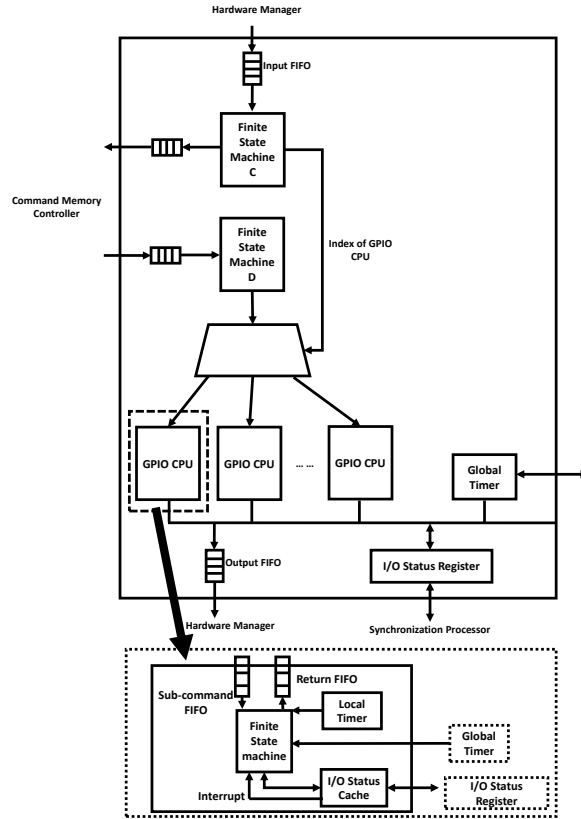 Hardware Manager
Input FIFO
Finite
State
Machine
C
Command Memory
Controller
Finite
State
Machine
D
Index of GPIO
CPU
GPIO CPU
GPIO CPU
... ...
GPIO CPU
Global
Timer
Output FIFO
I/O Status Register
Hardware Manager
Synchronization Processor
Return FIFO
Sub-command
FIFO
Local
Timer
Finite
State
machine
Global
Timer
I/O Status
Cache
Interrupt
I/O Status
Register